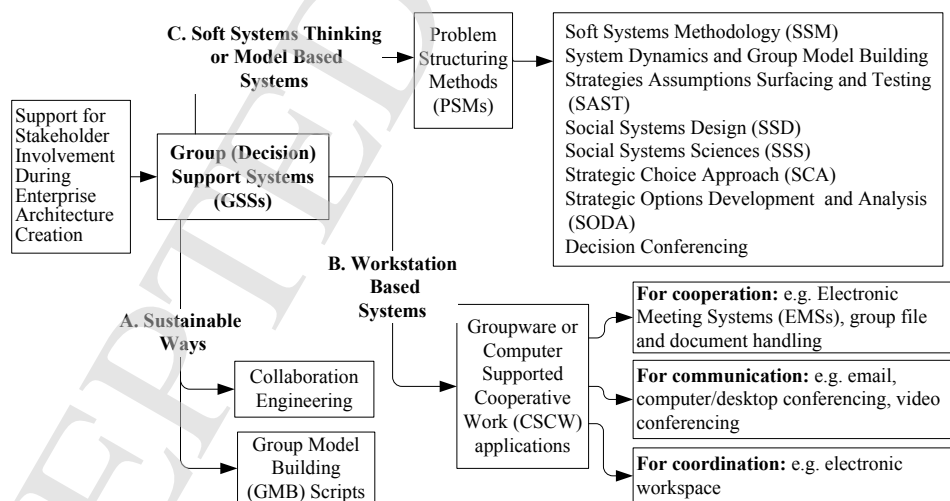 C. Soft Systems Thinking
or Model Based
Systems
Problem
Structuring
Methods
(PSMs)
Soft Systems Methodology (SSM)
System Dynamics and Group Model Building
Strategies Assumptions Surfacing and Testing
(SAST)
Social Systems Design (SSD)
Social Systems Sciences (SSS)
Strategic Choice Approach (SCA)
Strategic Options Development and Analysis
(SODA)
Decision Conferencing
Support for
Stakeholder
Involvement
During
Enterprise
Architecture
Creation
Group (Decision)
Support Systems
(GSSs)
B. Workstation
Based
Systems
A. Sustainable
Ways
Collaboration
Engineering
Group Model
Building
(GMB) Scripts
Groupware or
Computer
Supported
Cooperative
Work (CSCW)
applications
For cooperation: e.g. Electronic
Meeting Systems (EMSs), group file
and document handling
For communication: e.g. email,
computer/desktop conferencing, video
conferencing
For coordination: e.g. electronic
workspace
EPTED